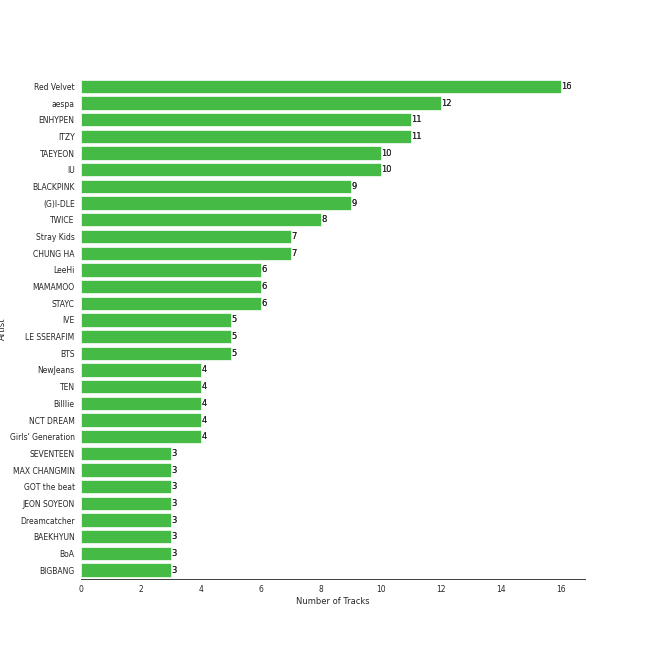 Red Velvet 16
aespa 12
ENHYPEN 11
ITZY 11
TAEYEON 10
IU 10
BLACKPINK 9
(G)I-DLE 9
TWICE 8
Stray Kids 7
CHUNG HA 7
LeeHi 6
MAMAMOO 6
STAYC 6
IVE 5
LE SSERAFIM 5
BTS 5
NewJeans 4
TEN 4
Billlie 4
NCT DREAM 4
Girls' Generation 4
SEVENTEEN 3
MAX CHANGMIN 3
GOT the beat 3
JEON SOYEON 3
Dreamcatcher 3
BAEKHYUN 3
BoA 3
BIGBANG 3
Artist
0 2 4 6 8 10 12 14 16
Number of Tracks